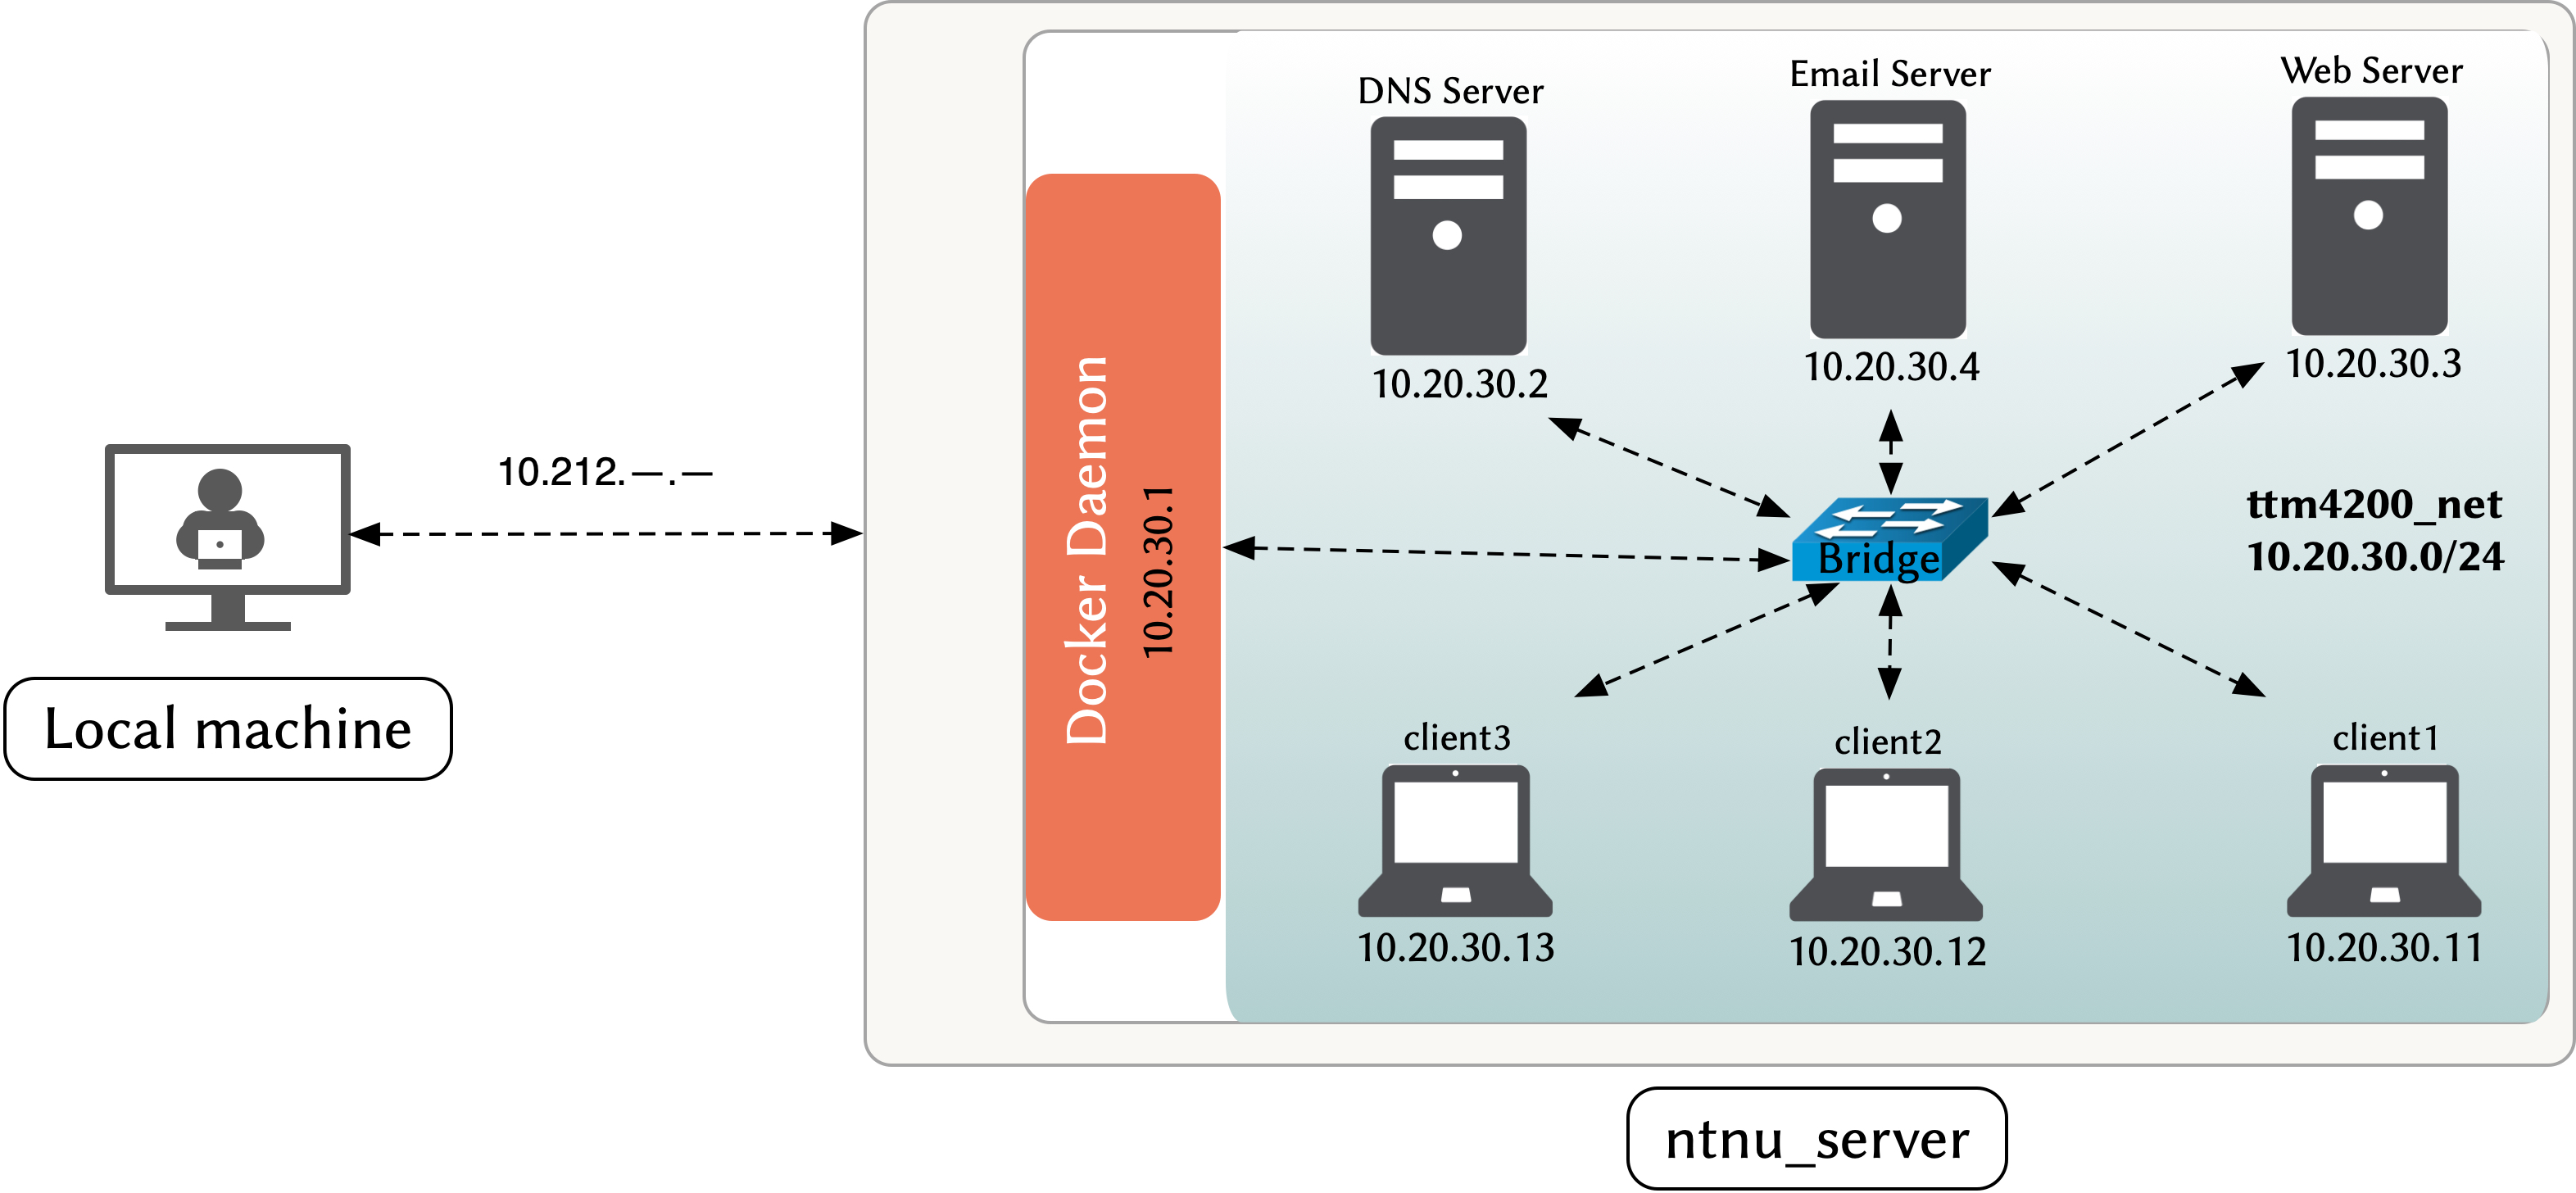 DNS Server
Email Server
Web Server
10.20.30.2
10.20.30.4
10.20.30.3
10.212.—.—
Local machine
Docker Daemon
10.20.30.1
Bridge
ttm4200_net
10.20.30.0/24
client3
client2
client1
10.20.30.13
10.20.30.12
10.20.30.11
ntnu_server